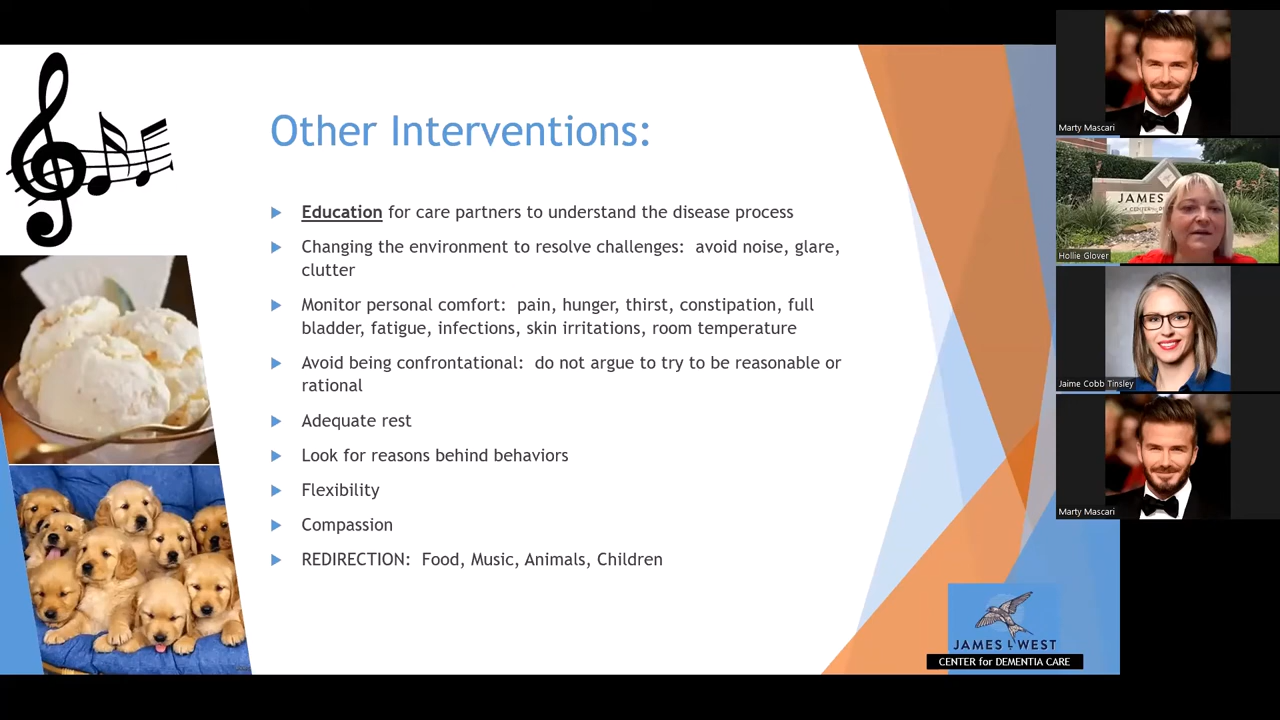 Other Interventions:
Education for care partners to understand the disease process
Changing the environment to resolve challenges: avoid noise, glare,
clutter
Monitor personal comfort: pain, hunger, thirst, constipation, full
bladder, fatigue, infections, skin irritations, room temperature
Avoid being confrontational: do not argue to try to be reasonable or
rational
Adequate rest
Look for reasons behind behaviors
Flexibility
Compassion
REDIRECTION: Food, Music, Animals, Children
JAMES L WEST
CENTER for DEMENTIA CARE
Marty Mascari
JAMES
Hollie Glover
Jaime Cobb Tinsley
Marty Mascari